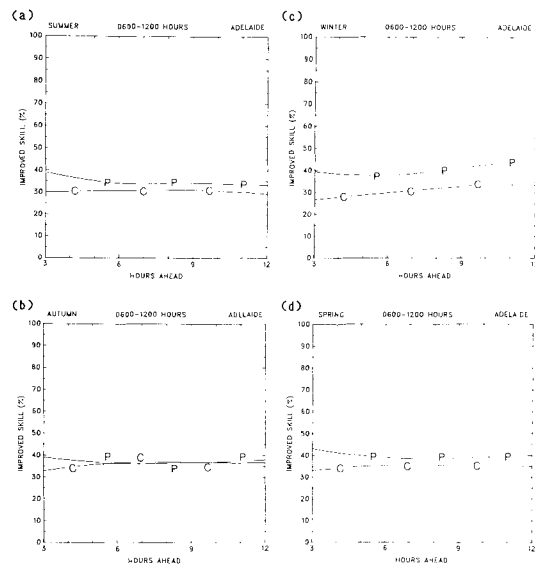 (a)
SUMMER 0600-1200 HOURS ADELAIDE
100
90
80
70
60
50
40
30
20
10
0
IMPROVED SKILL (%)
P P P
C C C
3 6 9 12
HOURS AHEAD
(c)
WINTER 0600-1200 HOURS ADELAIDE
100
90
80
70
60
50
40
30
20
10
0
IMPROVED SKILL (%)
P P P
C C C
3 6 9 12
HOURS AHEAD
(b)
AUTUMN 0600-1200 HOURS ADELAIDE
100
90
80
70
60
50
40
30
20
10
0
IMPROVED SKILL (%)
P C P
C P C
3 6 9 12
HOURS AHEAD
(d)
SPRING 0600-1200 HOURS ADELAIDE
100
90
80
70
60
50
40
30
20
10
0
IMPROVED SKILL (%)
P P P
C C C
3 6 9 12
HOURS AHEAD